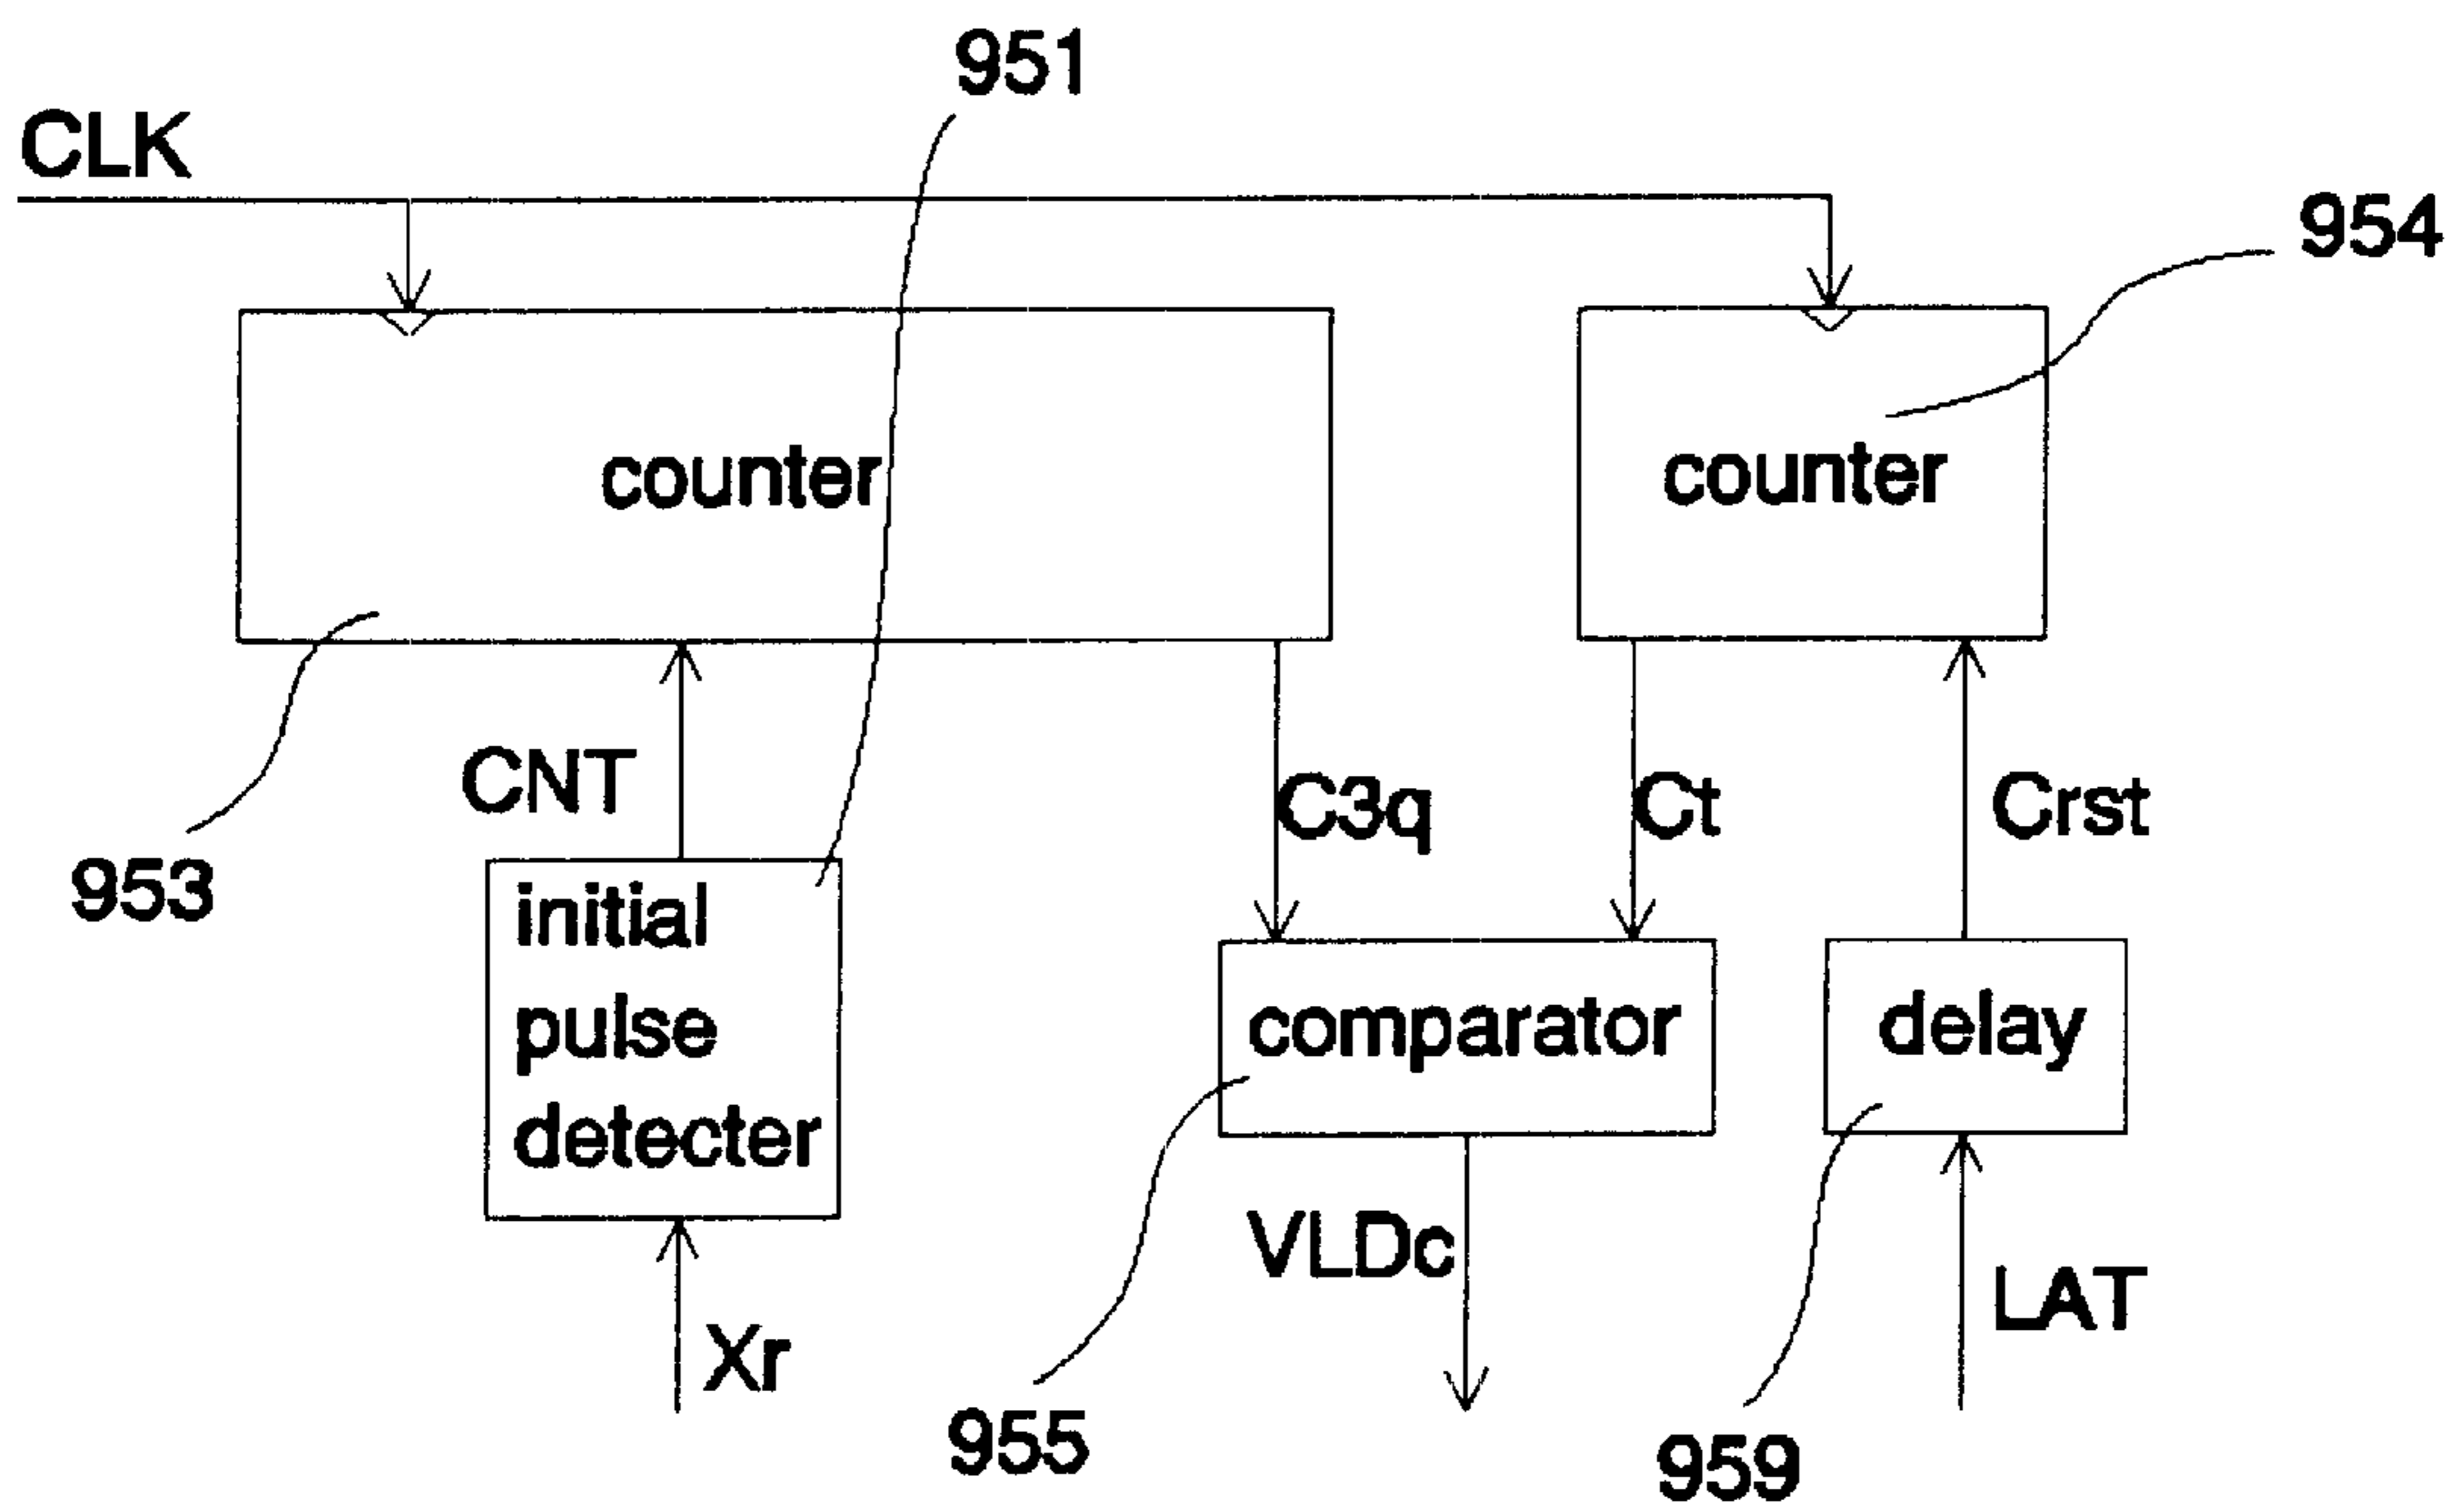 951
CLK
954
counter
counter
CNT
C3q
Ct
Crst
953
initial
pulse
detecter
comparator
delay
VLDc
LAT
Xr
955
959